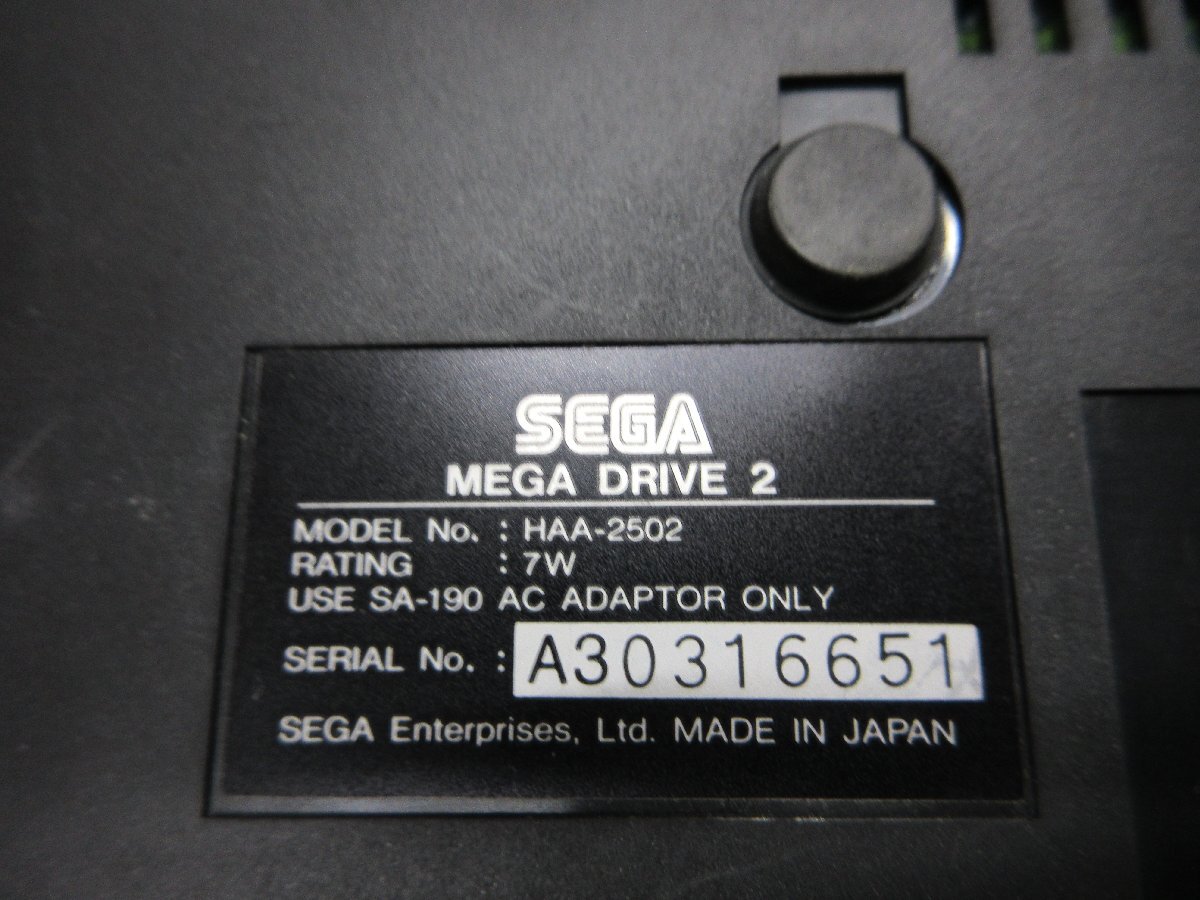 SEGA
MEGA DRIVE 2
MODEL No. : HAA-2502
RATING : 7W
USE SA-190 AC ADAPTOR ONLY
SERIAL No. : A30316651
SEGA Enterprises, Ltd. MADE IN JAPAN